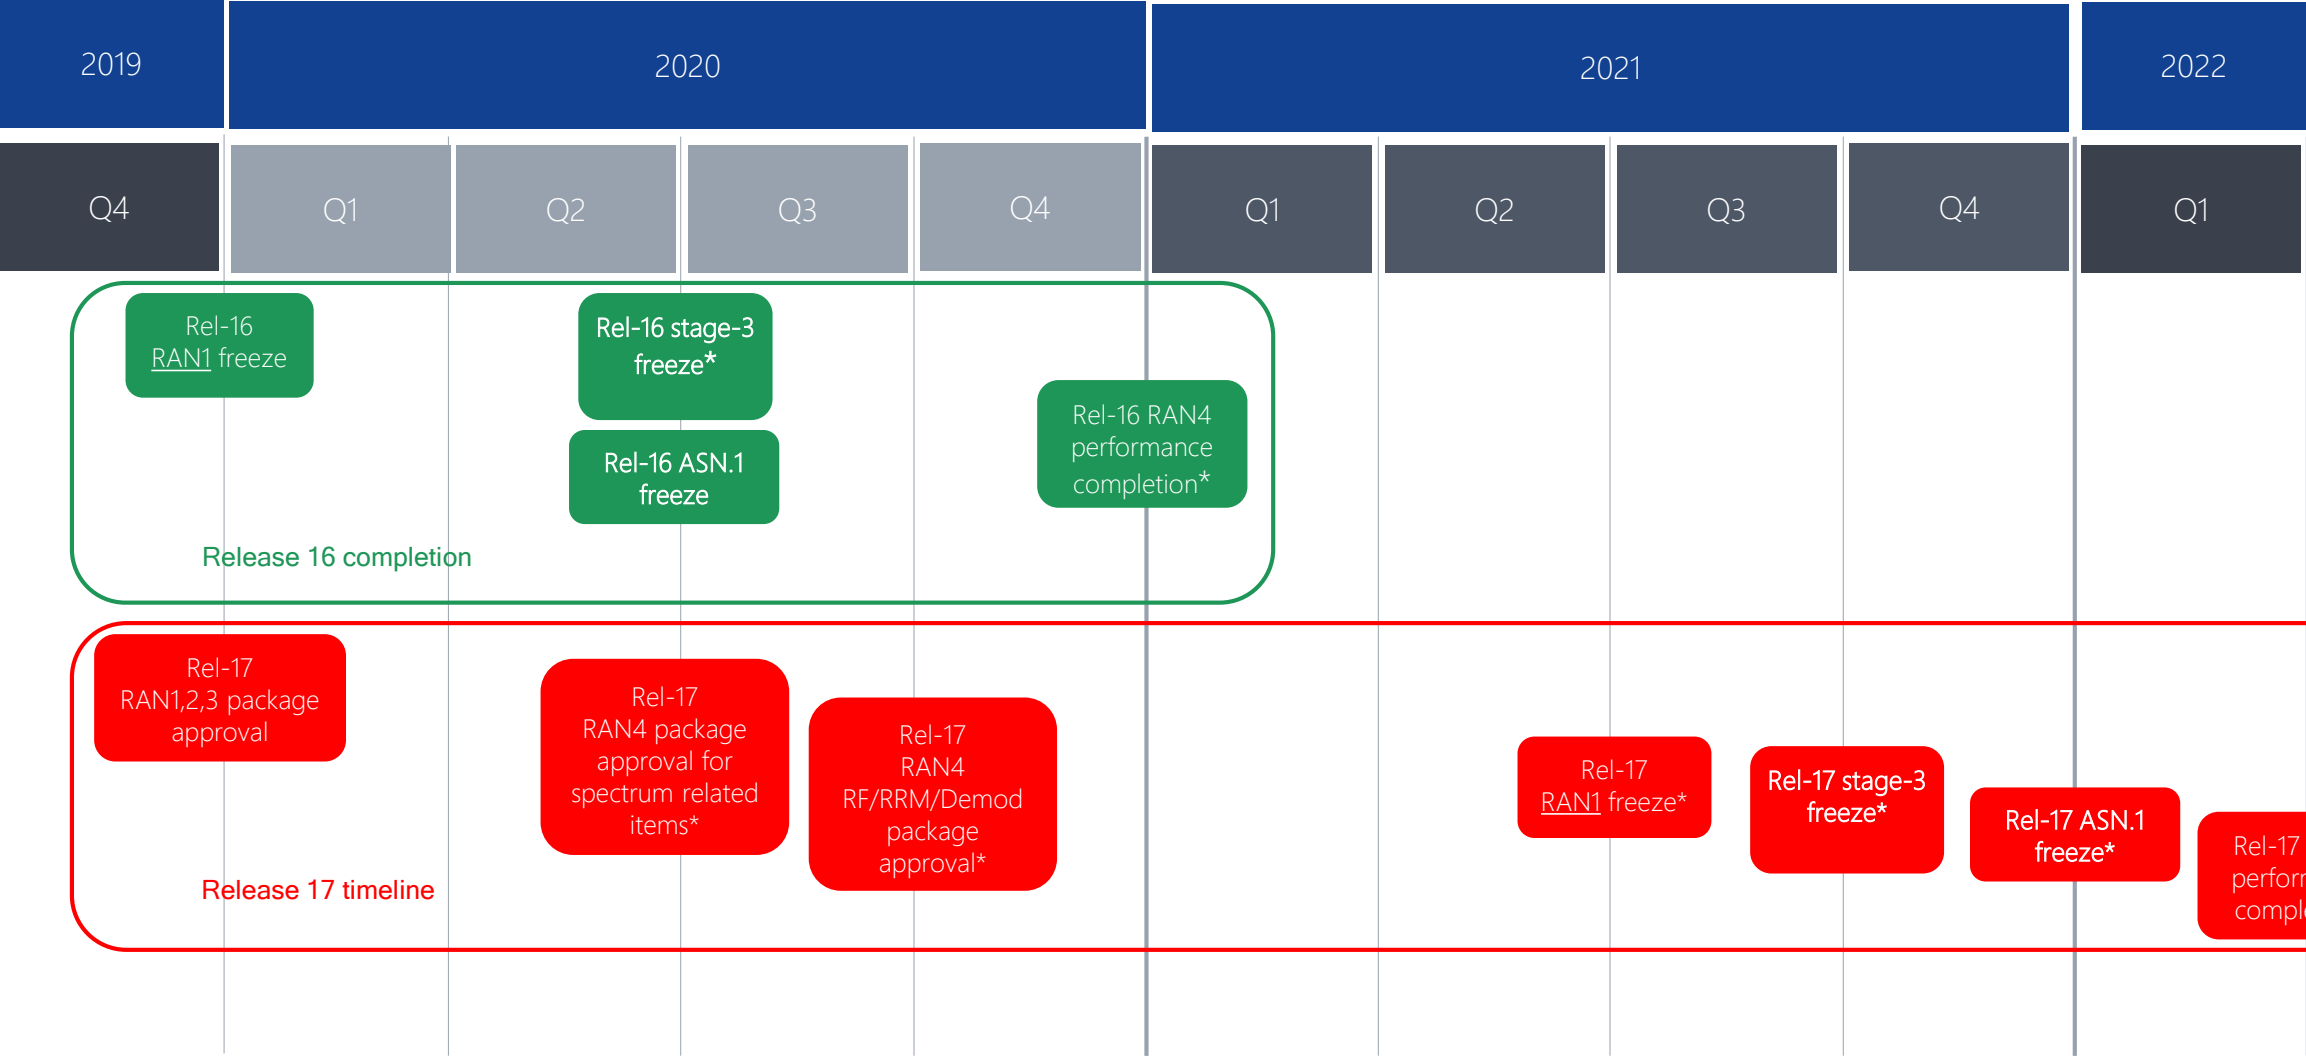 2019
2020
2021
2022
Q4
Q1
Q2
Q3
Q4
Q1
Q2
Q3
Q4
Q1
Rel-16
RAN1 freeze
Rel-16 stage-3
freeze*
Rel-16 ASN.1
freeze
Rel-16 RAN4
performance
completion*
Release 16 completion
Rel-17
RAN1,2,3 package
approval
Rel-17
RAN4 package
approval for
spectrum related
items*
Rel-17
RAN4
RF/RRM/Demod
package
approval*
Rel-17
RAN1 freeze*
Rel-17 stage-3
freeze*
Rel-17 ASN.1
freeze*
Rel-17
Release 17 timeline